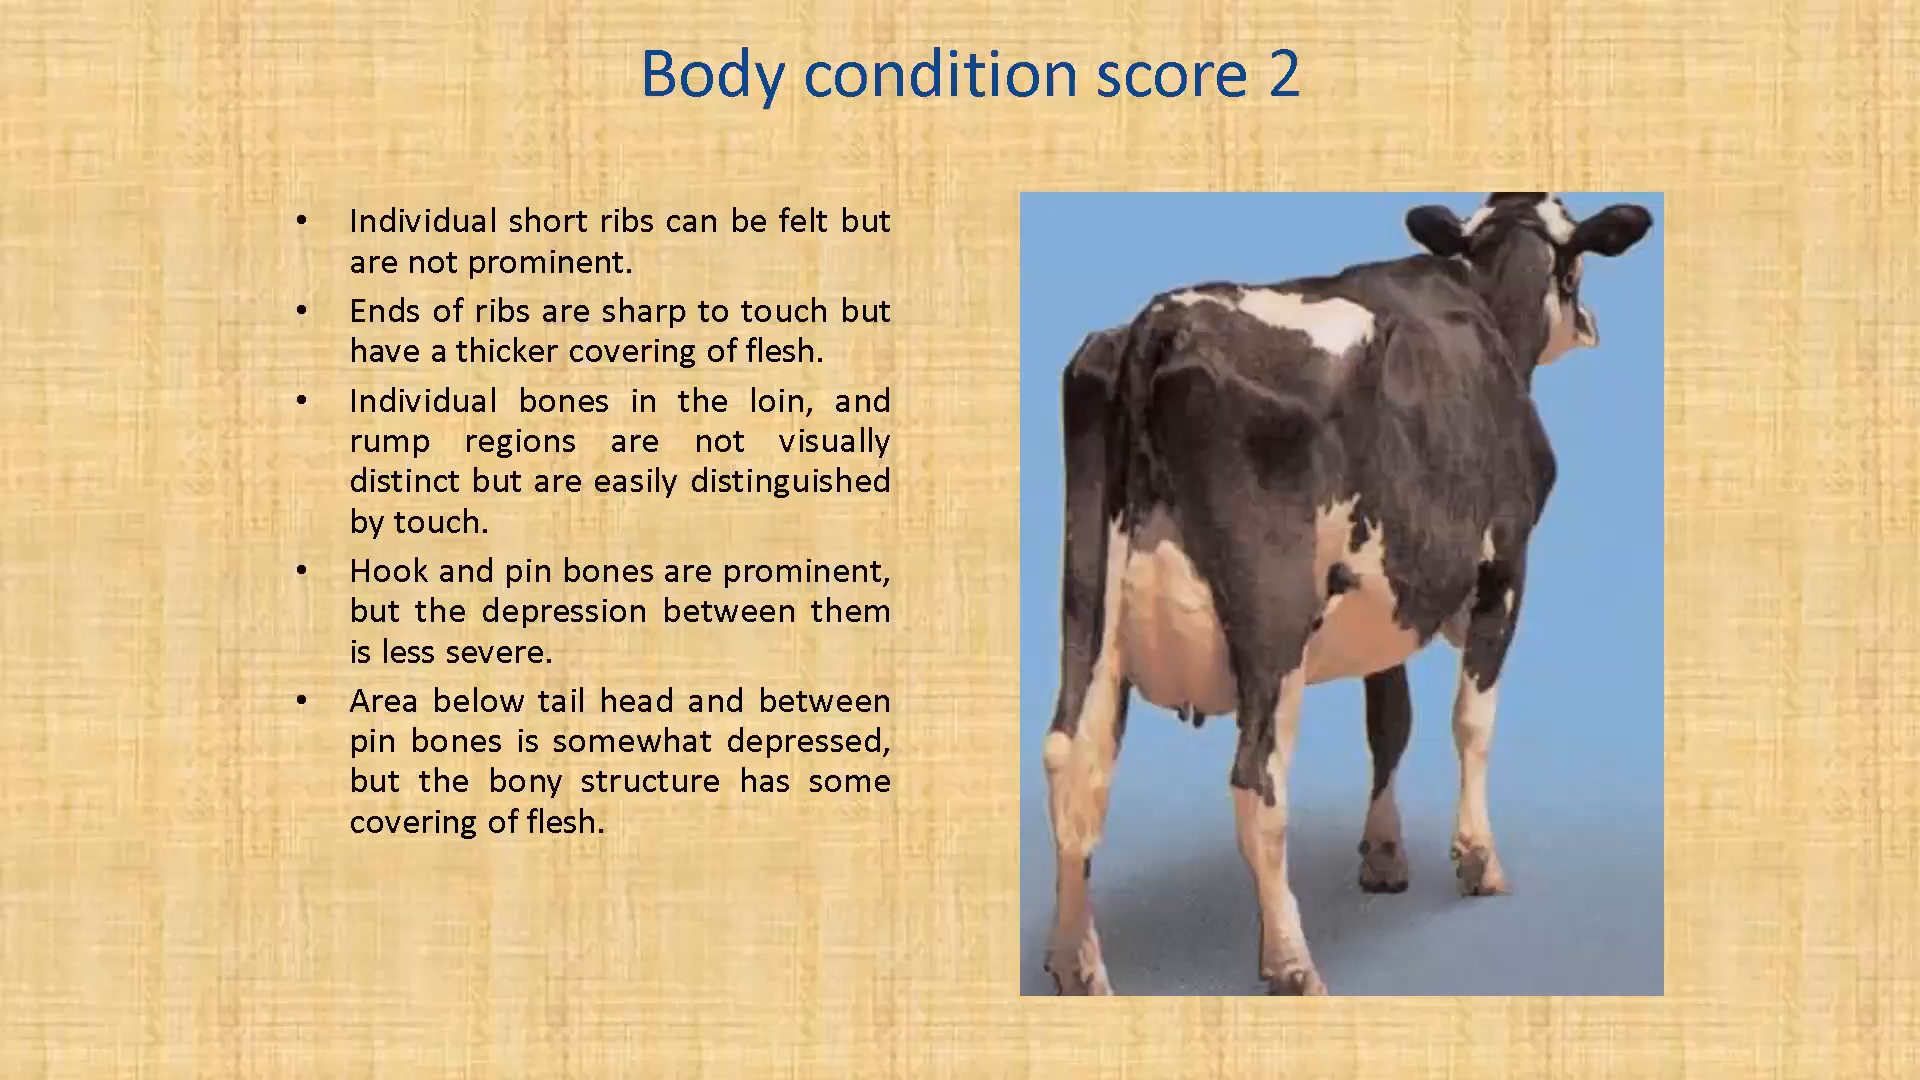 Body condition score 2
• Individual short ribs can be felt but
are not prominent.
• Ends of ribs are sharp to touch but
have a thicker covering of flesh.
• Individual bones in the loin, and
rump regions are not visually
distinct but are easily distinguished
by touch.
• Hook and pin bones are prominent,
but the depression between them
is less severe.
• Area below tail head and between
pin bones is somewhat depressed,
but the bony structure has some
covering of flesh.